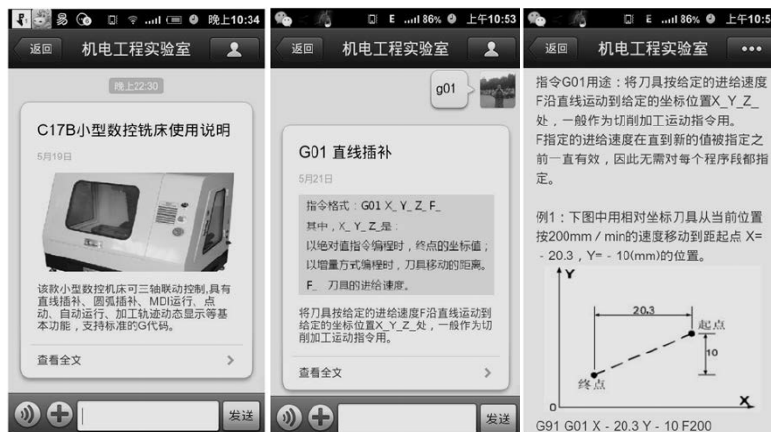 晚上10:34
返回
机电工程实验室
晚上22:30
C17B小型数控铣床使用说明
5月19日
该款小型数控机床可三轴联动控制,具有
直线插补、圆弧插补、MDI运行、点
动、自动运行、加工轨迹动态显示等基
本功能，支持标准的G代码。
查看全文
发送
E
86%
上午10:53
返回
机电工程实验室
g01
G01 直线插补
5月21日
指令格式：G01 X_ Y_ Z_ F_
其中，X_ Y_ Z_是：
以绝对值指令编程时，终点的坐标值；
以增量方式编程时，刀具移动的距离。
F_ 刀具的进给速度。
将刀具按给定的进给速度F沿直线运动到
给定的坐标位置X_Y_Z_处，一般作为切
削加工运动指令用。
查看全文
发送
E
86%
上午10:5
返回
机电工程实验室
指令G01用途：将刀具按给定的进给速度
F沿直线运动到给定的坐标位置X_Y_Z_
处，一般作为切削加工运动指令用。
F指定的进给速度在直到新的值被指定之
前一直有效，因此无需对每个程序段都指
定。
例1：下图中用相对坐标刀具从当前位置
按200mm / min的速度移动到距起点 X=
- 20.3，Y= - 10(mm)的位置。
Y
20.3
起点
10
终点
0
X
G91 G01 X - 20.3 Y - 10 F200